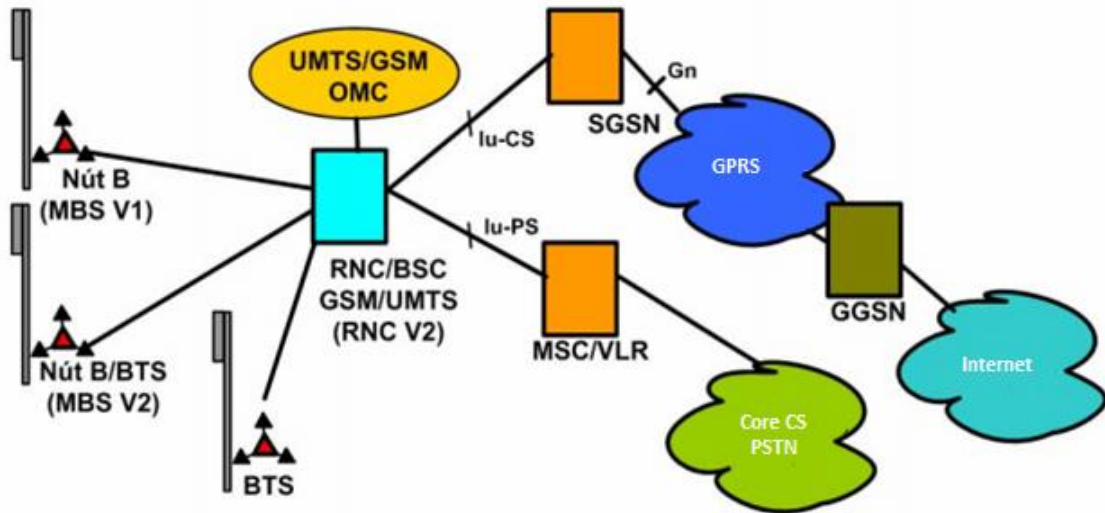 UMTS/GSM
OMC
Gn
SGSN
Iu-CS
GPRS
Nút B
(MBS V1)
Iu-PS
RNC/BSC
GSM/UMTS
(RNC V2)
GGSN
MSC/VLR
Nút B/BTS
(MBS V2)
Internet
Core CS
PSTN
BTS